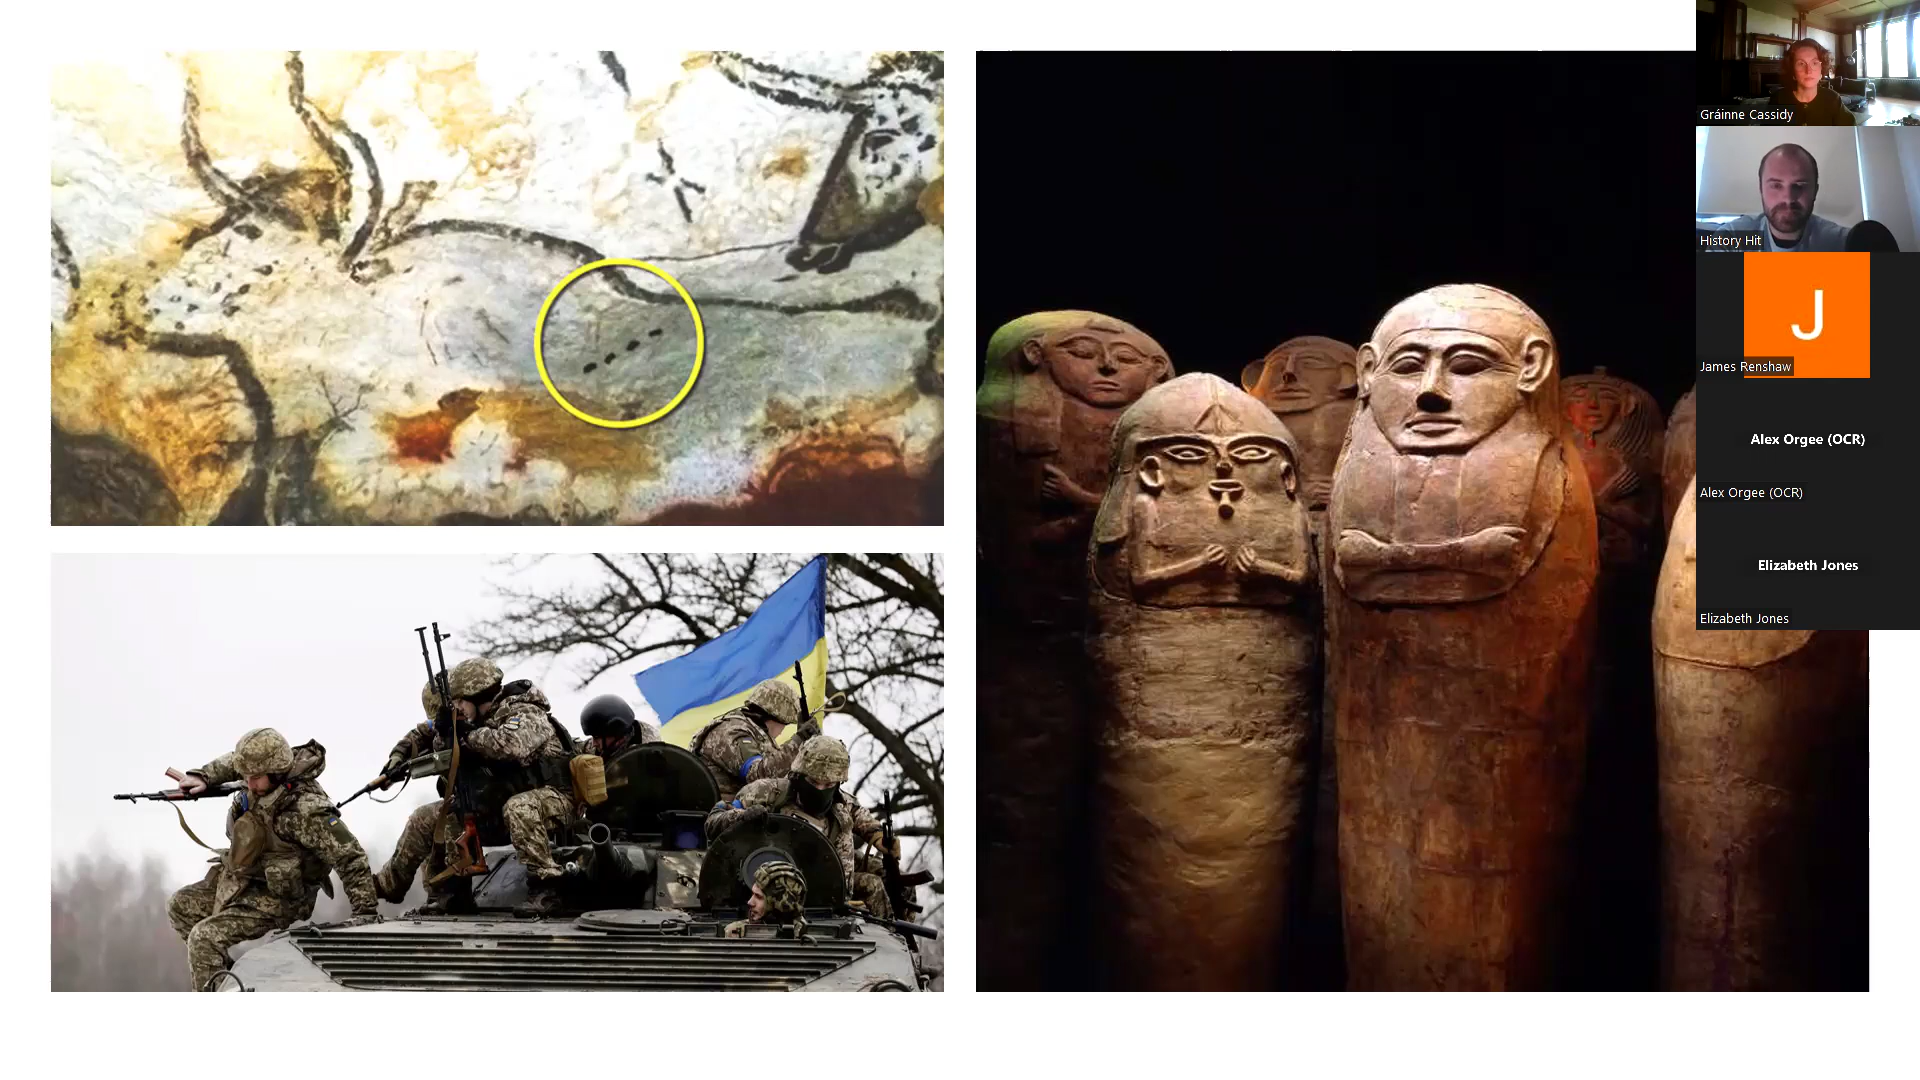 Gráinne Cassidy
History Hit
J
James Renshaw
Alex Orgee (OCR)
Alex Orgee (OCR)
Elizabeth Jones
Elizabeth Jones